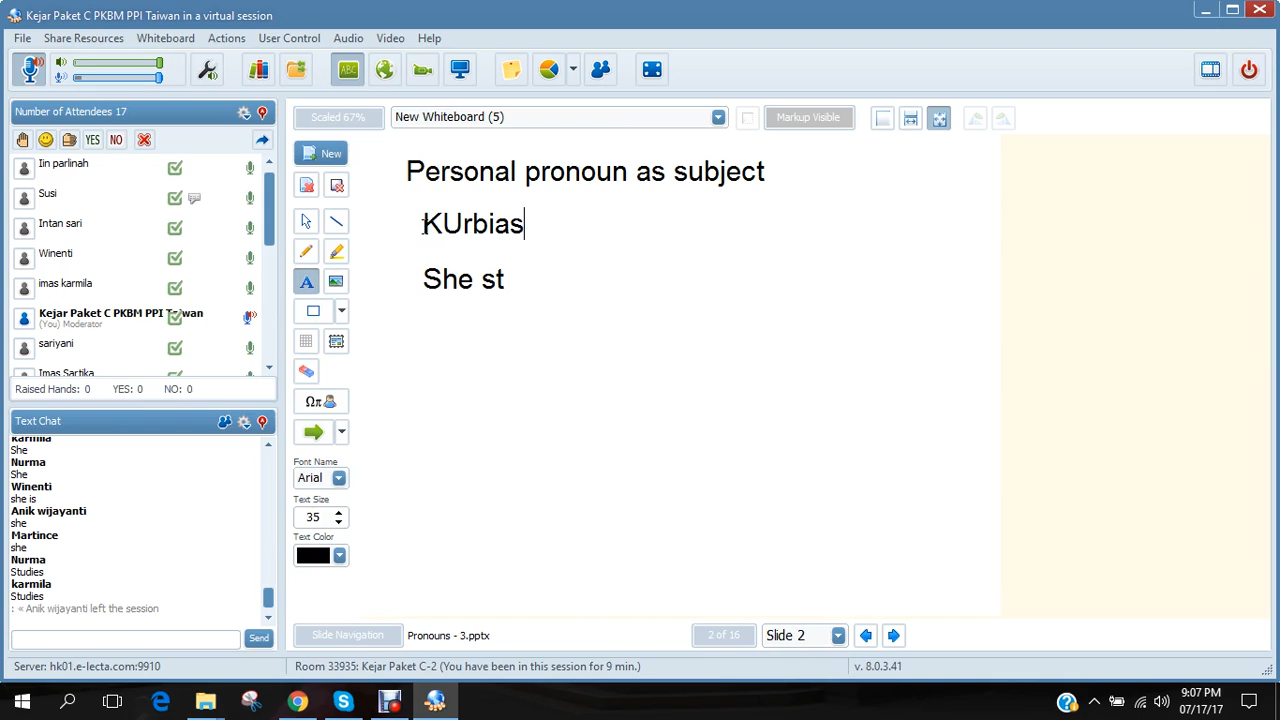 Kejar Paket C PKBM PPI Taiwan in a virtual session
File Share Resources Whiteboard Actions User Control Audio Video Help
ABC
Number of Attendees 17
YES NO
Iin parlinah
Susi
Intan sari
Winenti
imas karmila
Kejar Paket C PKBM PPI Taiwan
(You) Moderator
sariyani
Imas Sartika
Raised Hands: 0 YES: 0 NO: 0
Text Chat
karmila
She
Nurma
She
Winenti
she is
Anik wijayanti
she
Martince
she
Nurma
Studies
karmila
Studies
: « Anik wijayanti left the session
Send
Scaled 67% New Whiteboard (5) Markup Visible
New
A
Ωπ
Font Name
Arial
Text Size
35
Text Color
Personal pronoun as subject
KUrbias
She st
Slide Navigation Pronouns - 3.pptx 2 of 16 Slide 2
Server: hk01.e-lecta.com:9910 Room 33935: Kejar Paket C-2 (You have been in this session for 9 min.) v. 8.0.3.41
9:07 PM
07/17/17